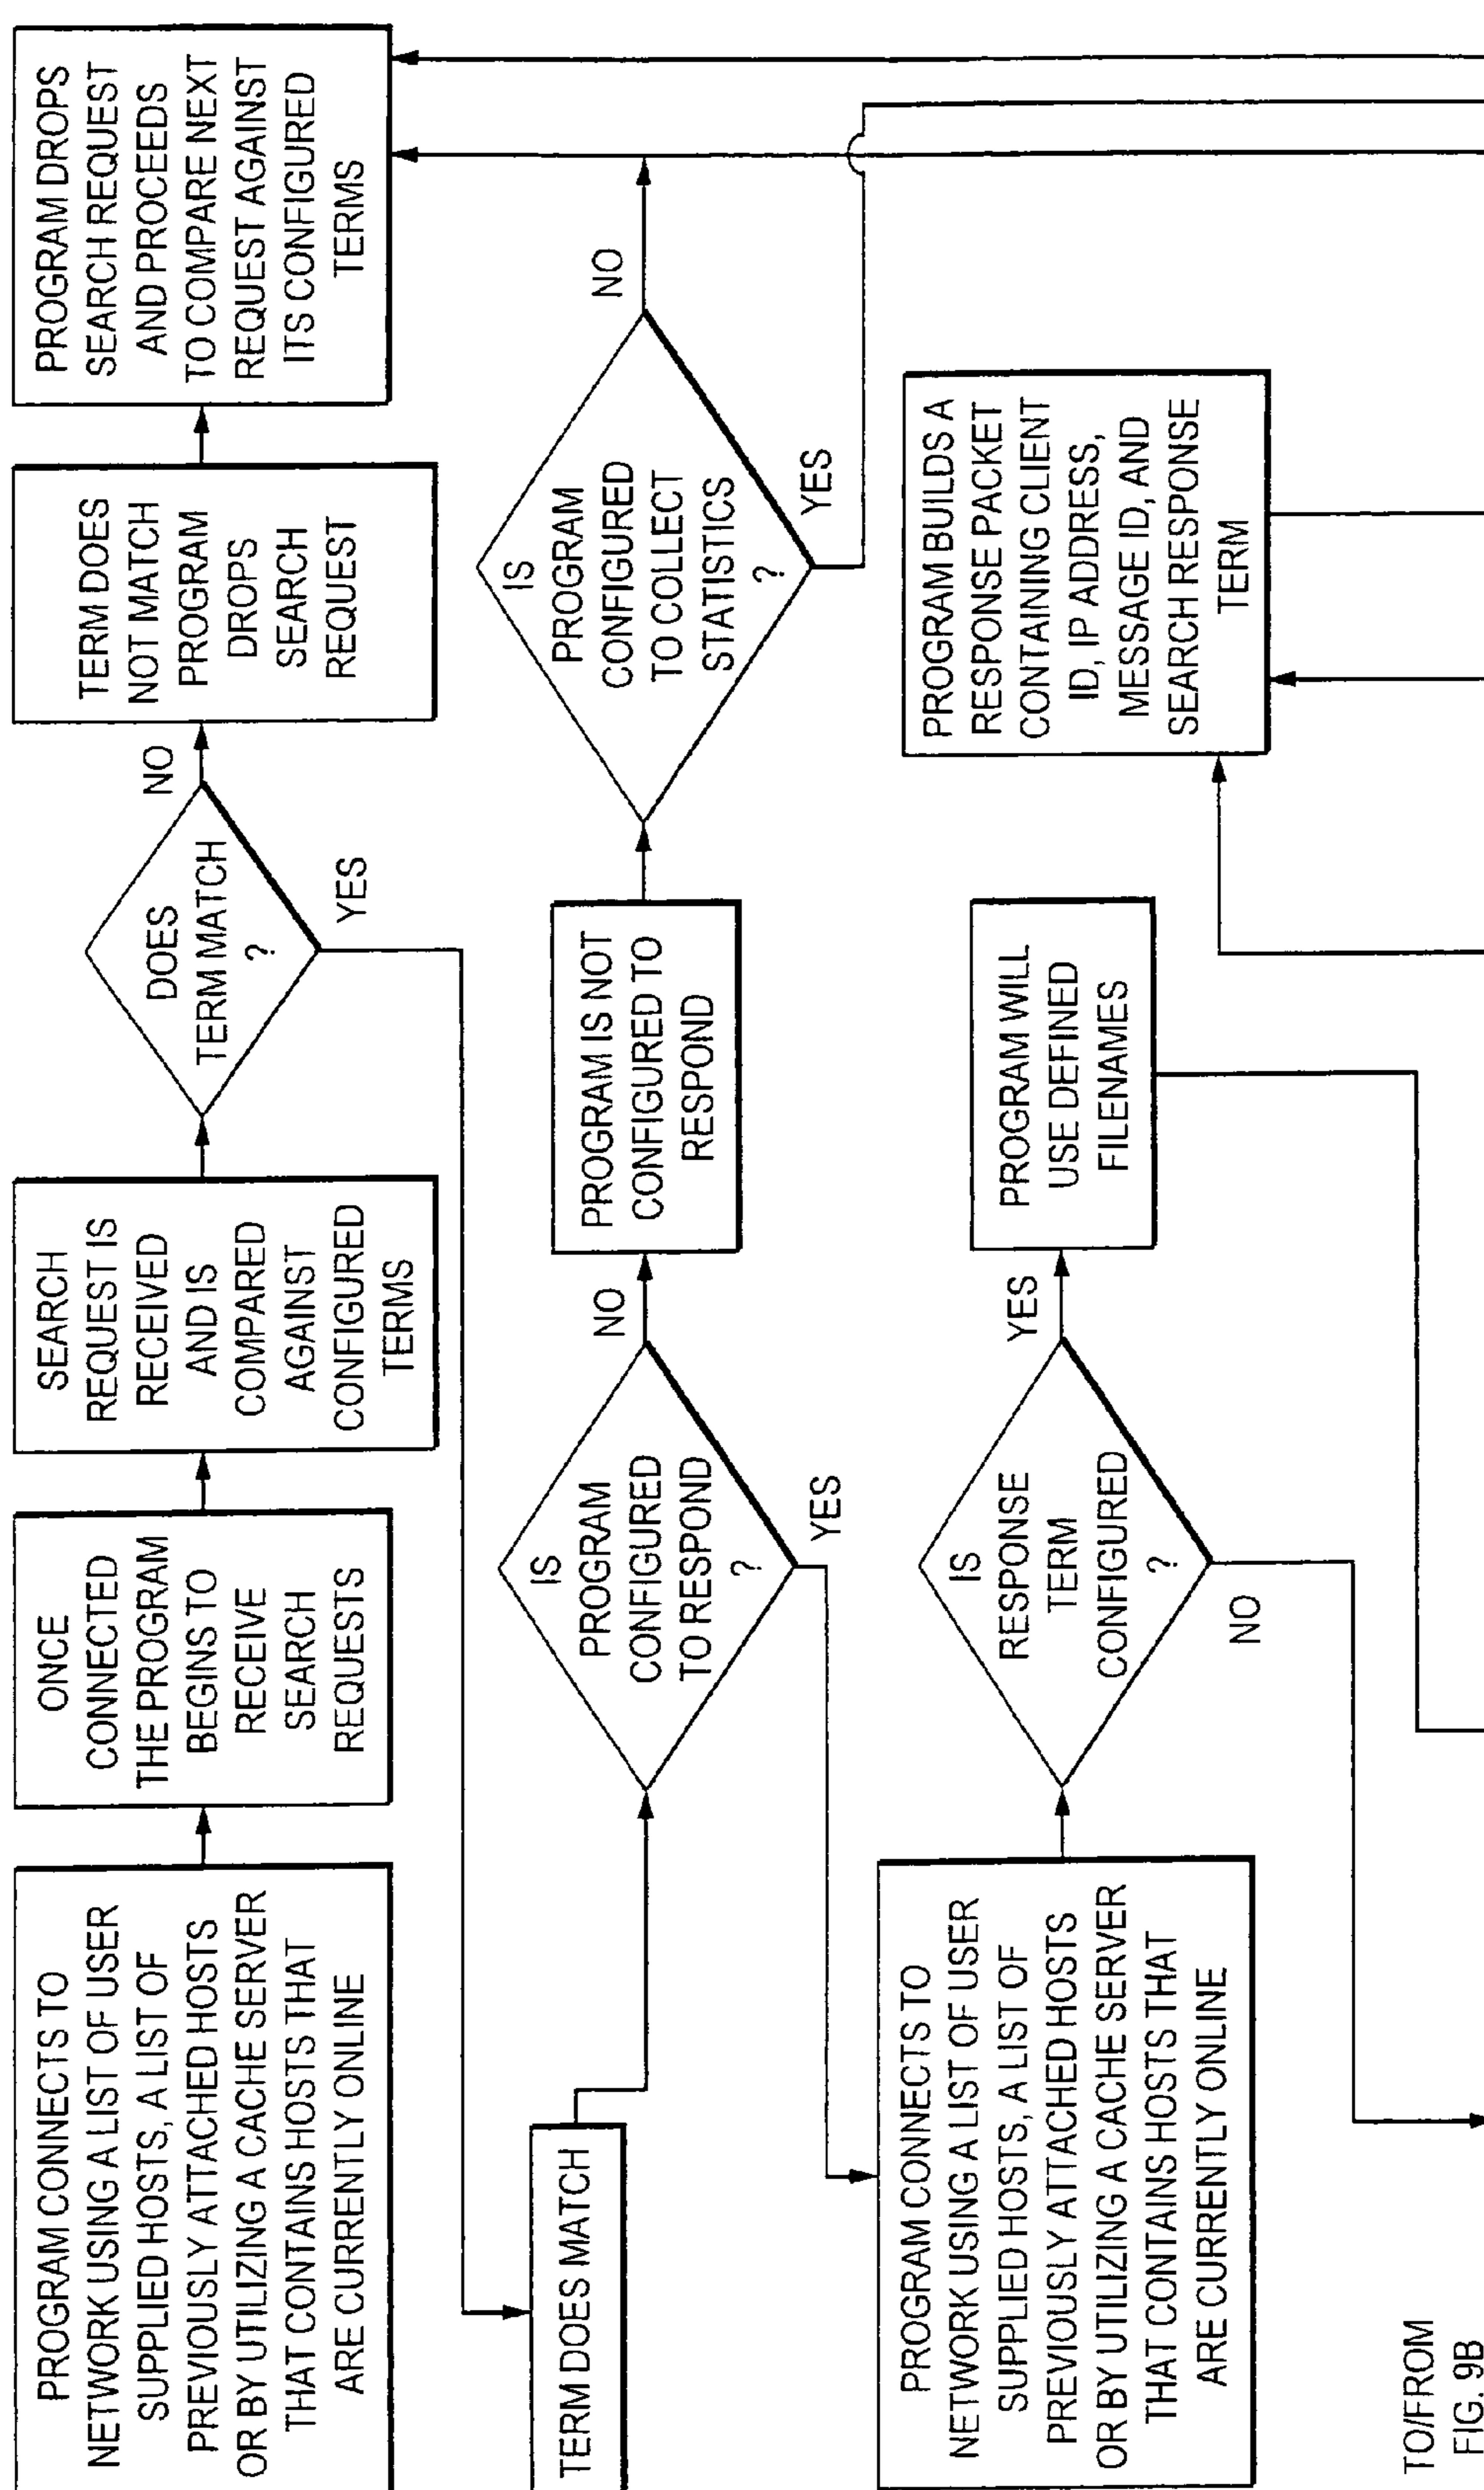 PROGRAM CONNECTS TO
NETWORK USING A LIST OF USER
SUPPLIED HOSTS, A LIST OF
PREVIOUSLY ATTACHED HOSTS
OR BY UTILIZING A CACHE SERVER
THAT CONTAINS HOSTS THAT
ARE CURRENTLY ONLINE
ONCE
CONNECTED
THE PROGRAM
BEGINS TO
RECEIVE
SEARCH
REQUESTS
SEARCH
REQUEST IS
RECEIVED
AND IS
COMPARED
AGAINST
CONFIGURED
TERMS
DOES
TERM MATCH
?
NO
YES
TERM DOES
NOT MATCH
PROGRAM
DROPS
SEARCH
REQUEST
PROGRAM DROPS
SEARCH REQUEST
AND PROCEEDS
TO COMPARE NEXT
REQUEST AGAINST
ITS CONFIGURED
TERMS
TERM DOES MATCH
IS
PROGRAM
CONFIGURED
TO RESPOND
?
NO
YES
PROGRAM IS NOT
CONFIGURED TO
RESPOND
IS
PROGRAM
CONFIGURED
TO COLLECT
STATISTICS
?
NO
YES
PROGRAM CONNECTS TO
NETWORK USING A LIST OF USER
SUPPLIED HOSTS, A LIST OF
PREVIOUSLY ATTACHED HOSTS
OR BY UTILIZING A CACHE SERVER
THAT CONTAINS HOSTS THAT
ARE CURRENTLY ONLINE
IS
RESPONSE
TERM
CONFIGURED
?
YES
NO
PROGRAM WILL
USE DEFINED
FILENAMES
PROGRAM BUILDS A
RESPONSE PACKET
CONTAINING CLIENT
ID, IP ADDRESS,
MESSAGE ID, AND
SEARCH RESPONSE
TERM
TO/FROM
FIG. 9B